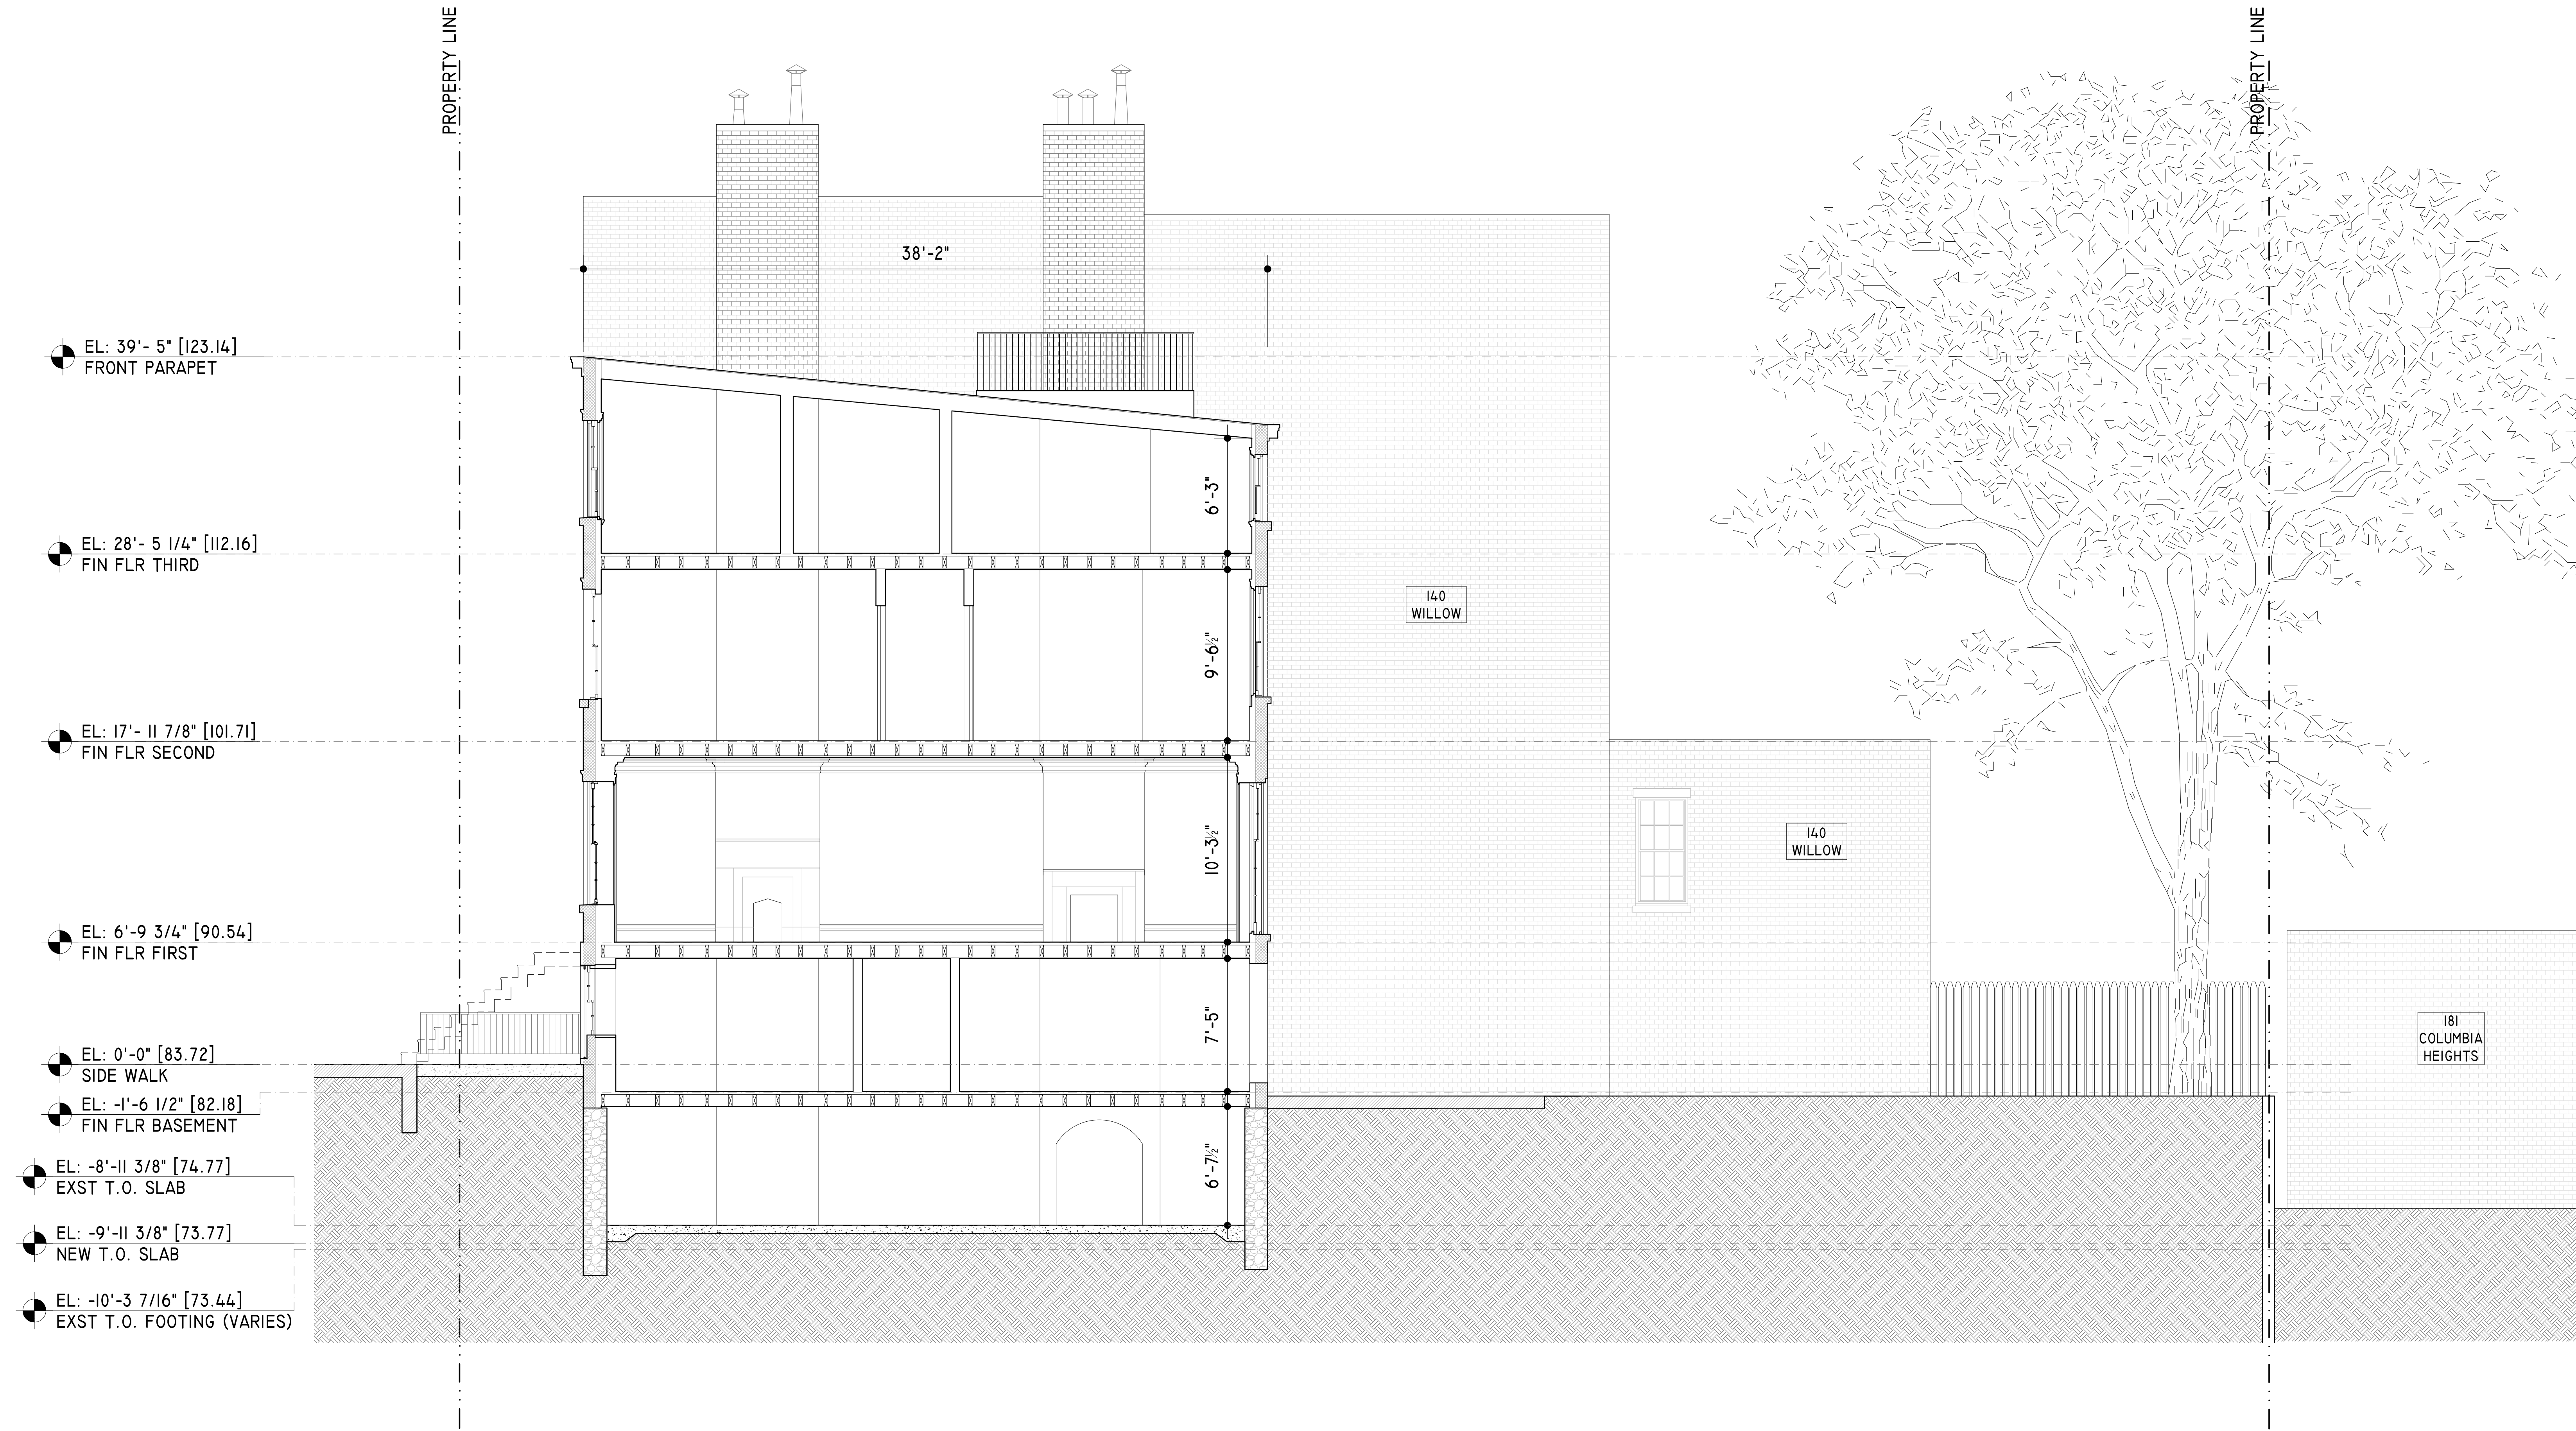 PROPERTY LINE
PROPERTY LINE
38'-2"
EL: 39'- 5" [123.14]
FRONT PARAPET
6'-3"
EL: 28'- 5 1/4" [112.16]
FIN FLR THIRD
140
WILLOW
9'-6½"
EL: 17'- 11 7/8" [101.71]
FIN FLR SECOND
140
WILLOW
10'-3½"
EL: 6'-9 3/4" [90.54]
FIN FLR FIRST
7'-5"
181
COLUMBIA
HEIGHTS
EL: 0'-0" [83.72]
SIDE WALK
EL: -1'-6 1/2" [82.18]
FIN FLR BASEMENT
6'-7½"
EL: -8'-11 3/8" [74.77]
EXST T.O. SLAB
EL: -9'-11 3/8" [73.77]
NEW T.O. SLAB
EL: -10'-3 7/16" [73.44]
EXST T.O. FOOTING (VARIES)